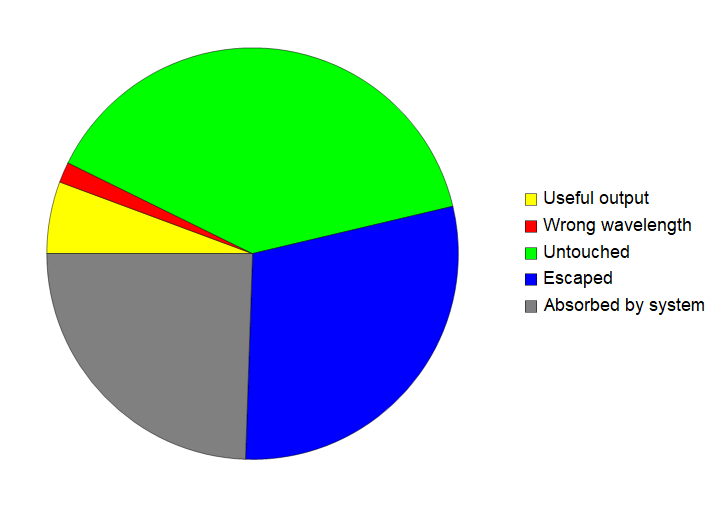 Useful output
Wrong wavelength
Untouched
Escaped
Absorbed by system